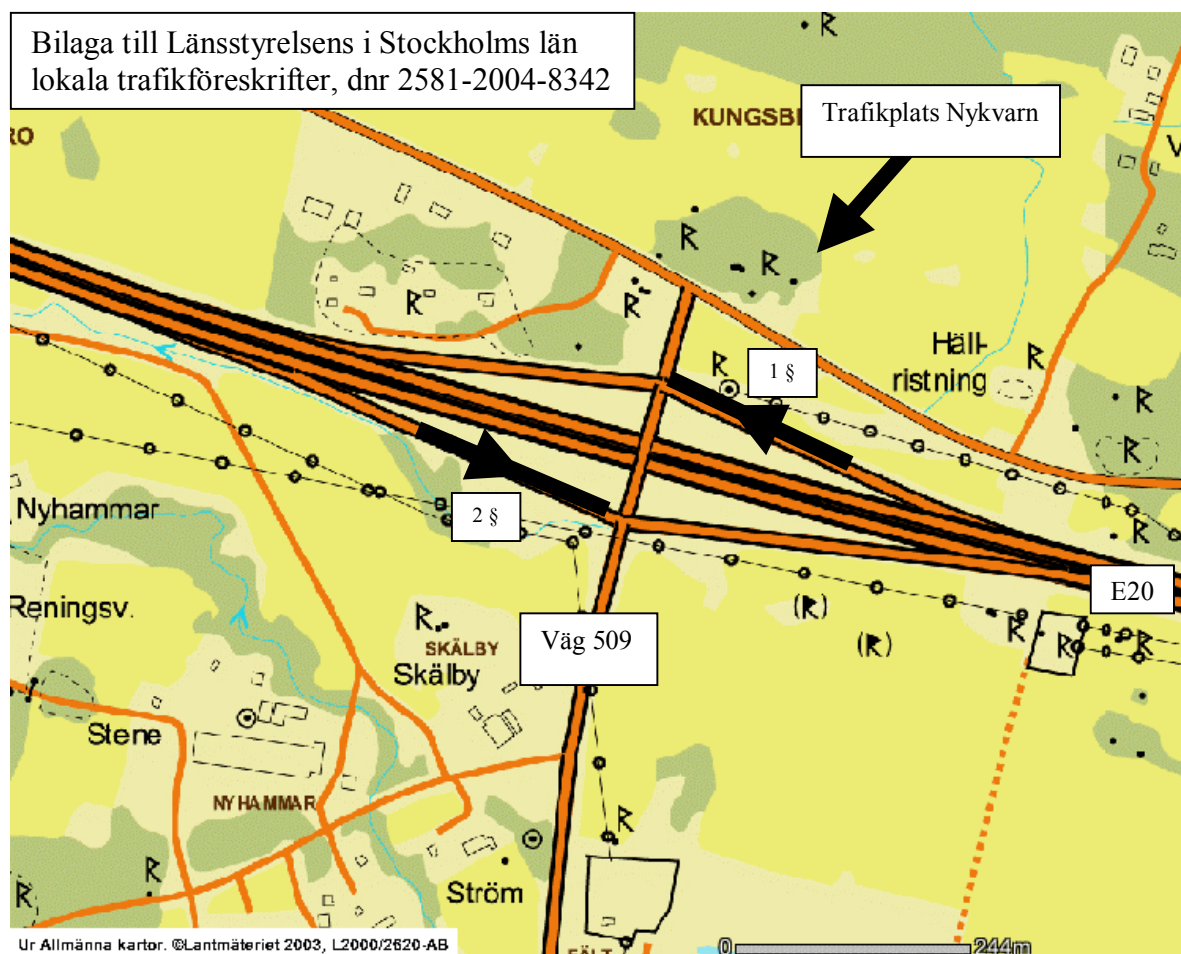 Bilaga till Länsstyrelsens i Stockholms län
lokala trafikföreskrifter, dnr 2581-2004-8342
Trafikplats Nykvarn
RO
R
R
R
R
R
R
1 §
Häll-
ristning
R
R
R
R
2 §
Nyhammar
Reningsv.
E20
(R)
(R)
R
R
R
R
SKÄLBY
Skälby
Väg 509
Stene
NYHAMMAR
R
R
R
Ström
Ur Allmänna kartor. ©Lantmäteriet 2003, L2000/2620-AB
0
244m